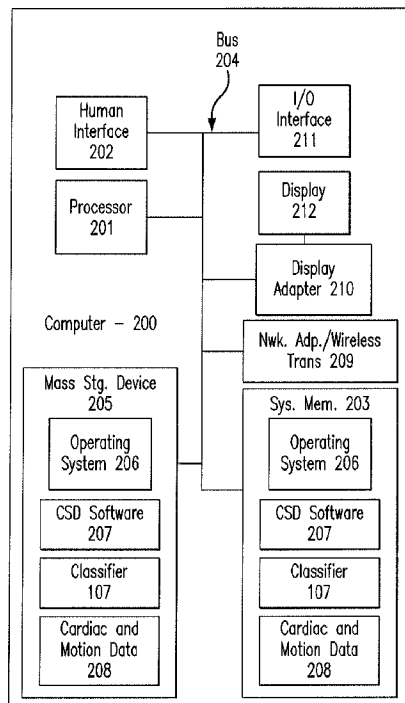 Bus
204
Human
Interface
202
I/O
Interface
211
Processor
201
Display
212
Display
Adapter 210
Computer - 200
Nwk. Adp./Wireless
Trans 209
Mass Stg. Device
205
Operating
System 206
CSD Software
207
Classifier
107
Cardiac and
Motion Data
208
Sys. Mem. 203
Operating
System 206
CSD Software
207
Classifier
107
Cardiac and
Motion Data
208